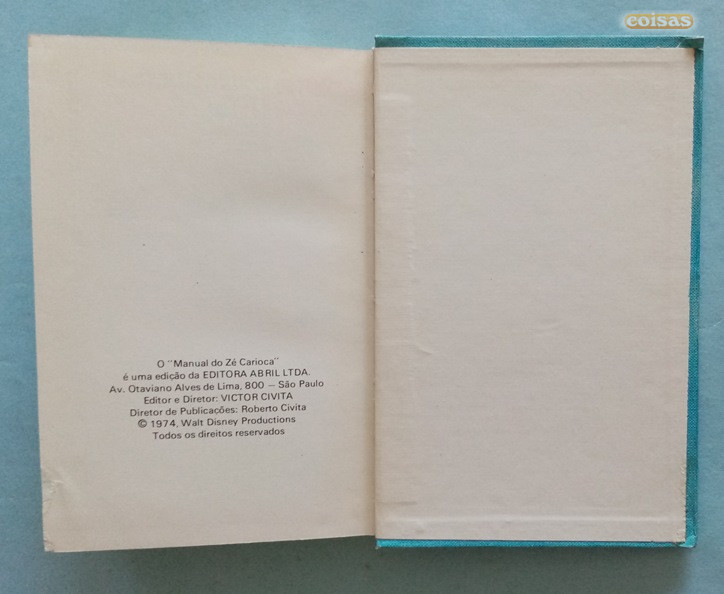 coisas
O "Manual do Zé Carioca"
é uma edição da EDITORA ABRIL LTDA.
Av. Otaviano Alves de Lima, 800 — São Paulo
Editor e Diretor: VICTOR CIVITA
Diretor de Publicações: Roberto Civita
© 1974, Walt Disney Productions
Todos os direitos reservados